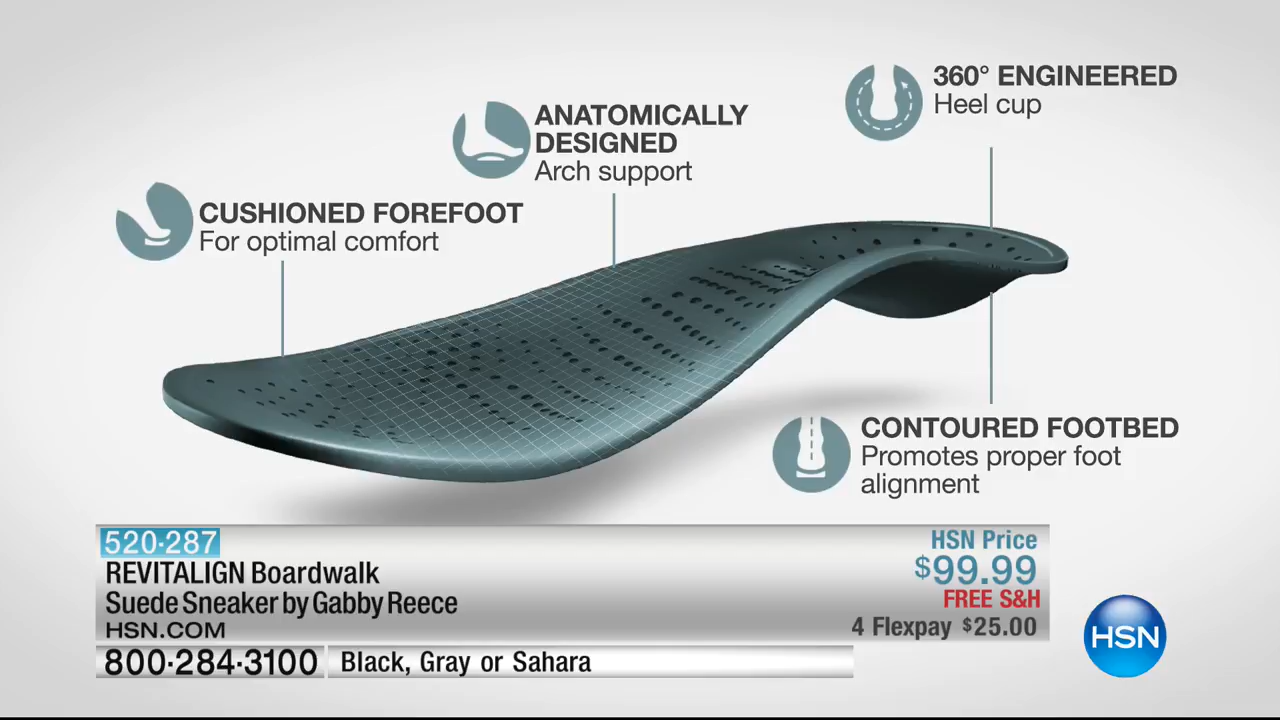 360° ENGINEERED
Heel cup
ANATOMICALLY
DESIGNED
Arch support
CUSHIONED FOREFOOT
For optimal comfort
CONTOURED FOOTBED
Promotes proper foot
alignment
520-287
REVITALIGN Boardwalk
Suede Sneaker by Gabby Reece
HSN.COM
HSN Price
$99.99
FREE S&H
4 Flexpay $25.00
800-284-3100
Black, Gray or Sahara
HSN